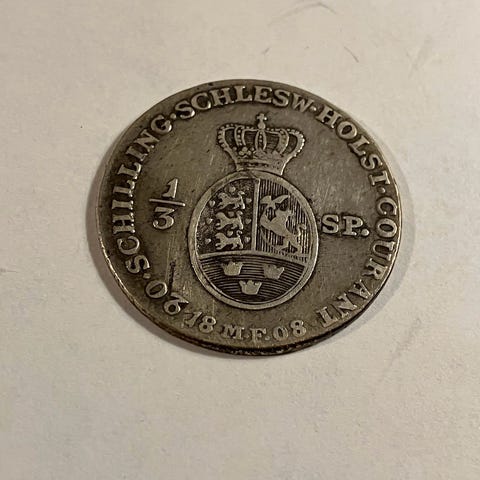 20·SCHILLING·SCHLESW·HOLST·COURANT
1/3 SP.
18 M.F. 08